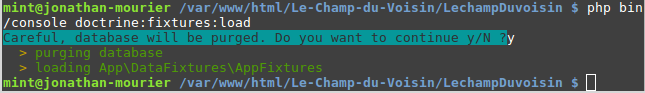 mint@jonathan-mourier /var/www/html/Le-Champ-du-Voisin/LechampDuvoisin $ php bin
/console doctrine:fixtures:load
Careful, database will be purged. Do you want to continue y/N ?y
  > purging database
  > loading App\DataFixtures\AppFixtures
mint@jonathan-mourier /var/www/html/Le-Champ-du-Voisin/LechampDuvoisin $